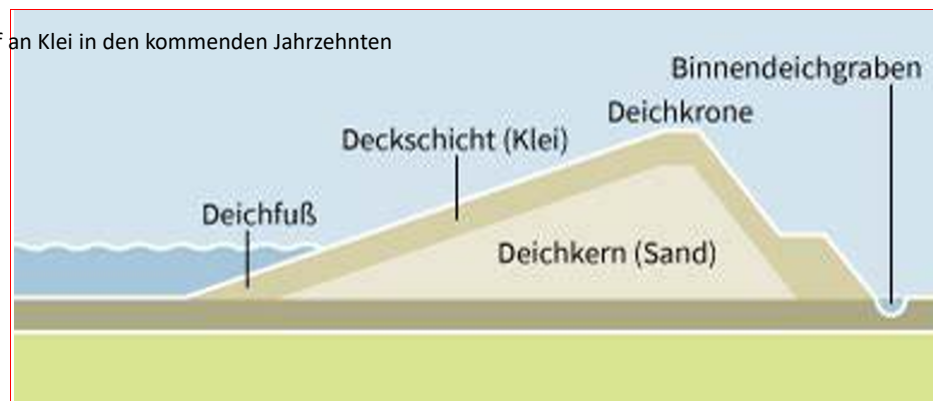 an Klei in den kommenden Jahrzehnten
Binnendeichgraben
Deichkrone
Deckschicht (Klei)
Deichfuß
Deichkern (Sand)